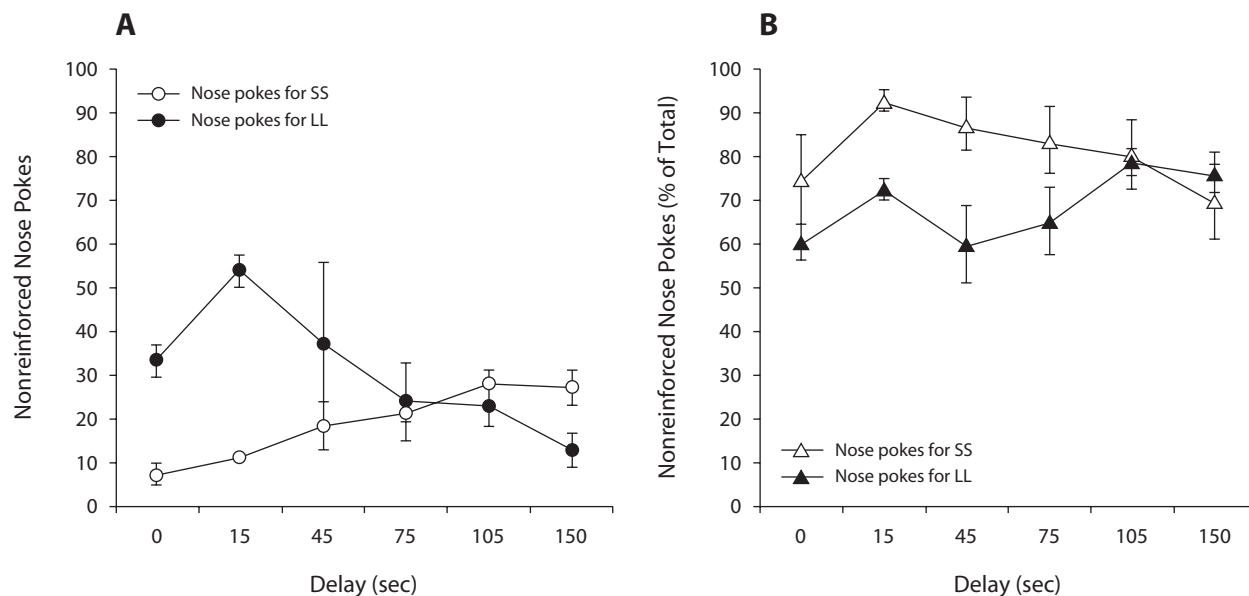 A
Nonreinforced Nose Pokes
100
90
80
70
60
50
40
30
20
10
0
Nose pokes for SS
Nose pokes for LL
0 15 45 75 105 150
Delay (sec)
B
Nonreinforced Nose Pokes (% of Total)
100
90
80
70
60
50
40
30
20
10
0
Nose pokes for SS
Nose pokes for LL
0 15 45 75 105 150
Delay (sec)